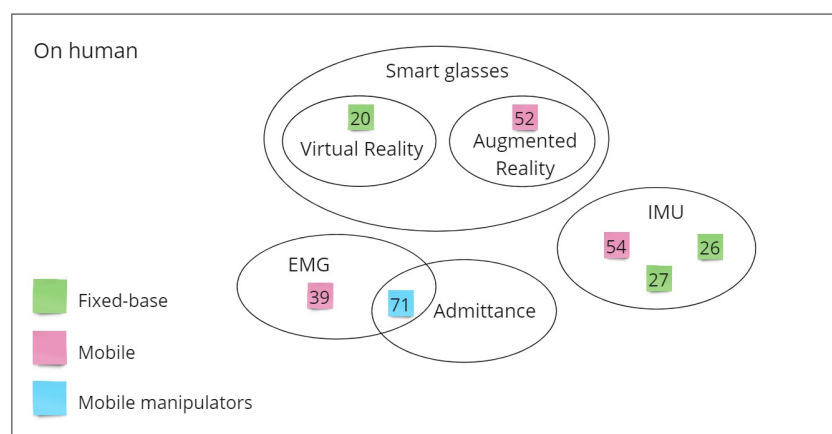 On human
Smart glasses
20
Virtual Reality
52
Augmented
Reality
IMU
54
26
27
EMG
39
71
Admittance
Fixed-base
Mobile
Mobile manipulators